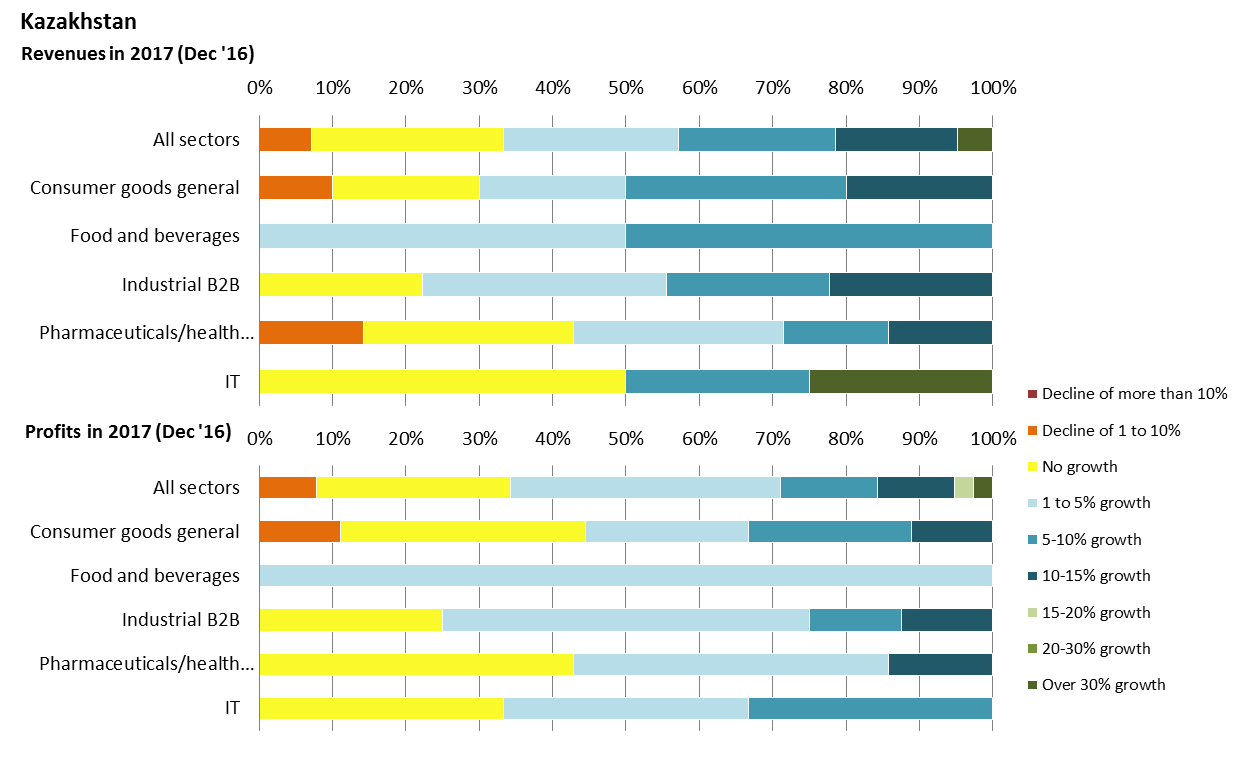 Kazakhstan
Revenues in 2017 (Dec '16)
0% 10% 20% 30% 40% 50% 60% 70% 80% 90% 100%
All sectors
Consumer goods general
Food and beverages
Industrial B2B
Pharmaceuticals/health...
IT
Profits in 2017 (Dec '16)
0% 10% 20% 30% 40% 50% 60% 70% 80% 90% 100%
All sectors
Consumer goods general
Food and beverages
Industrial B2B
Pharmaceuticals/health...
IT
Decline of more than 10%
Decline of 1 to 10%
No growth
1 to 5% growth
5-10% growth
10-15% growth
15-20% growth
20-30% growth
Over 30% growth